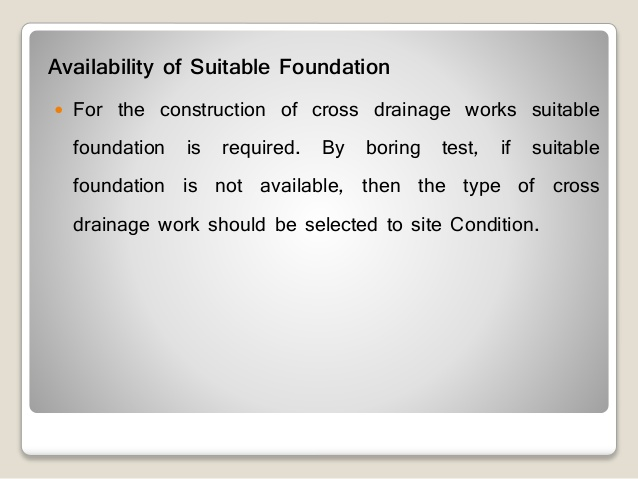 Availability of Suitable Foundation
For the construction of cross drainage works suitable
foundation is required. By boring test, if suitable
foundation is not available, then the type of cross
drainage work should be selected to site Condition.